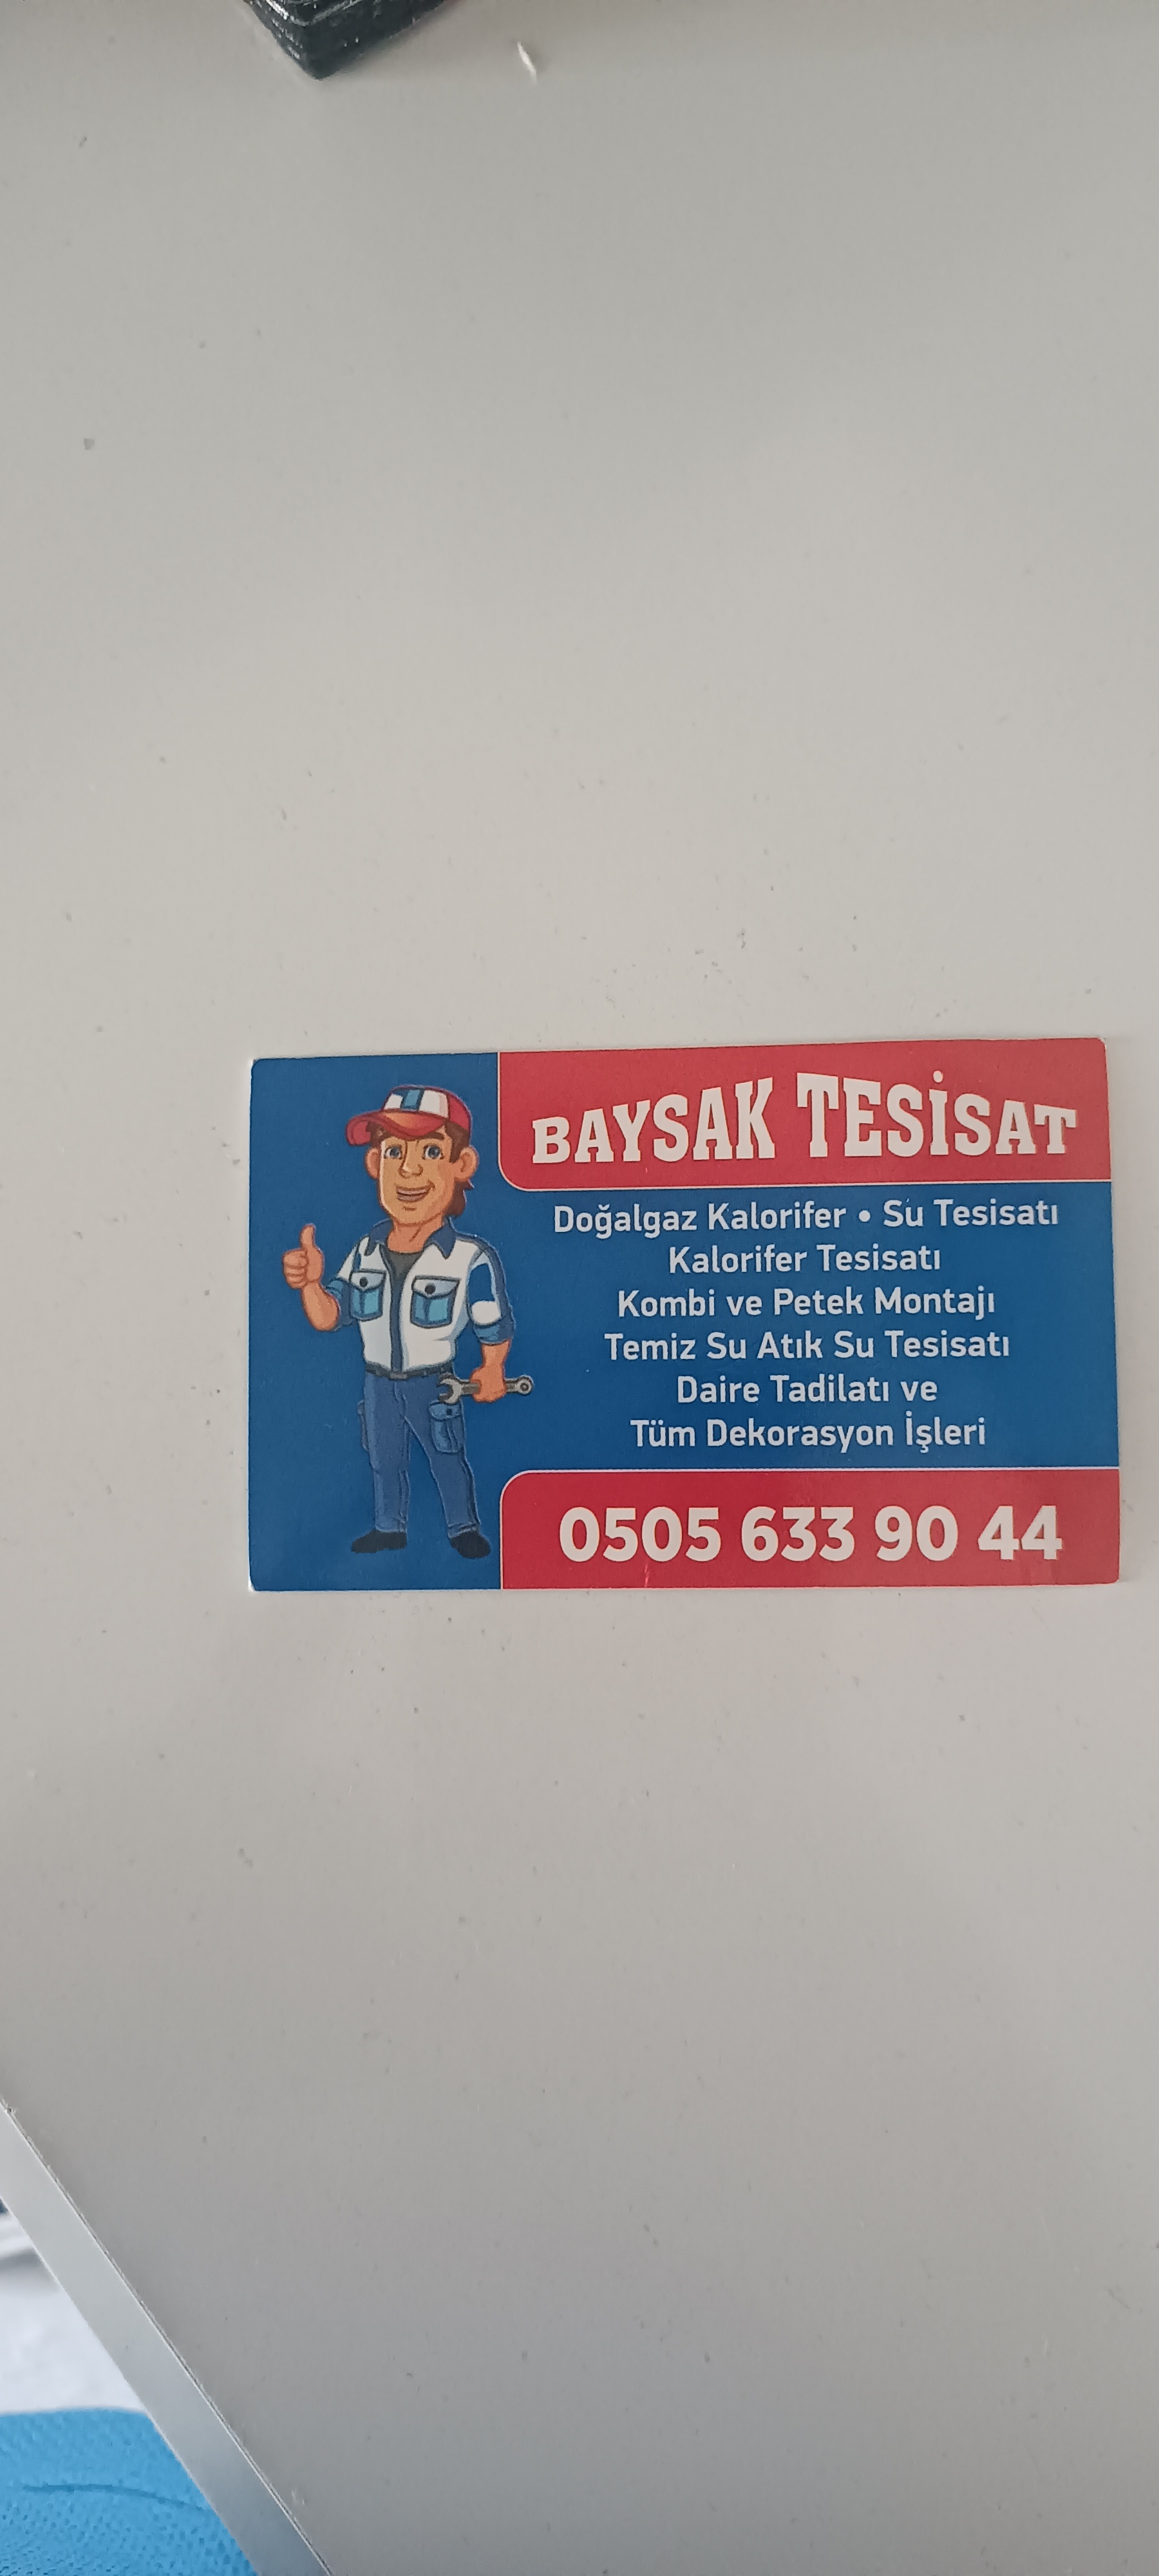 BAYSAK TESİSAT
Doğalgaz Kalorifer • Su Tesisatı
Kalorifer Tesisatı
Kombi ve Petek Montajı
Temiz Su Atık Su Tesisatı
Daire Tadilatı ve
Tüm Dekorasyon İşleri
0505 633 90 44